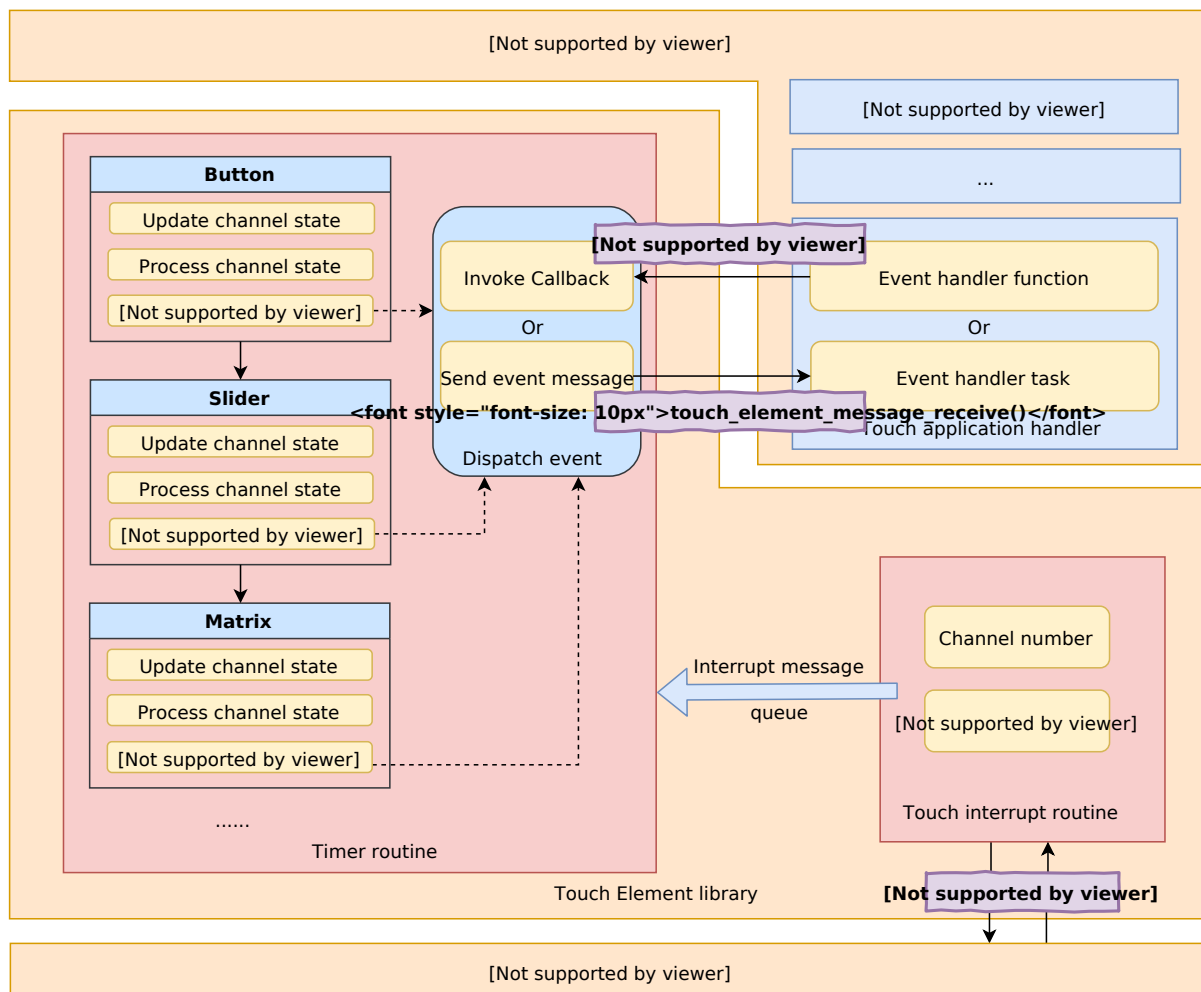 [Not supported by viewer]
[Not supported by viewer]
...
Button
Update channel state
Process channel state
[Not supported by viewer]
Slider
Update channel state
Process channel state
[Not supported by viewer]
Matrix
Update channel state
Process channel state
[Not supported by viewer]
......
Timer routine
Invoke Callback
Or
Send event message
Dispatch event
[Not supported by viewer]
<font style="font-size: 10px">touch_element_message_receive()</font>
Event handler function
Or
Event handler task
Touch application handler
Interrupt message
queue
Channel number
[Not supported by viewer]
Touch interrupt routine
[Not supported by viewer]
Touch Element library
[Not supported by viewer]